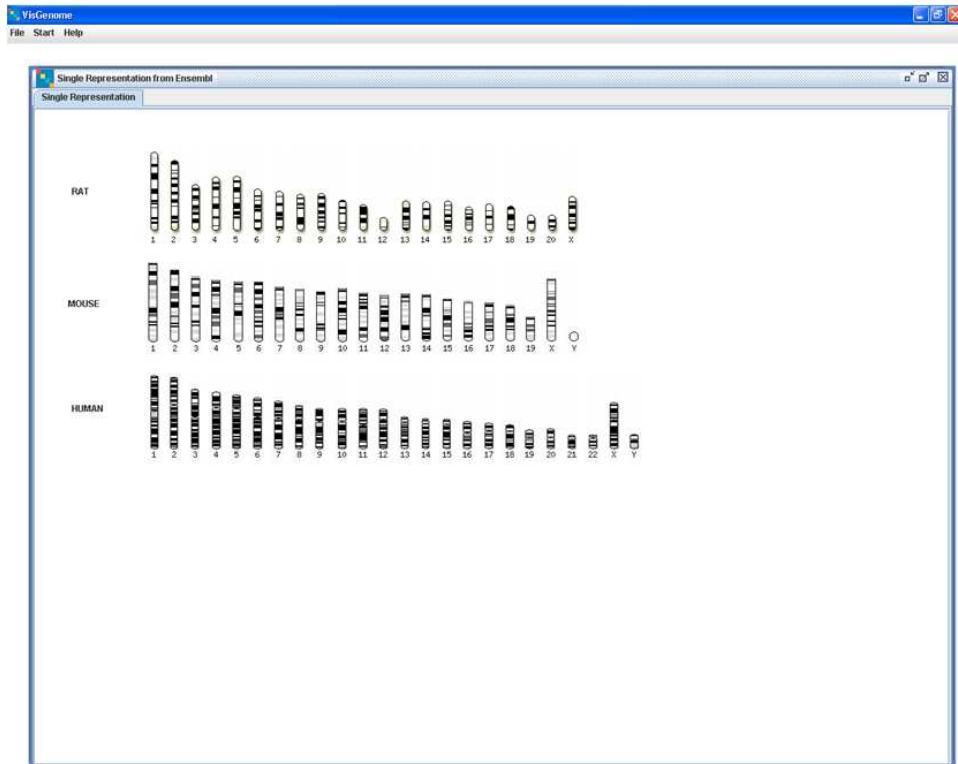 VisGenome
File Start Help
Single Representation from Ensembl
Single Representation
RAT
1 2 3 4 5 6 7 8 9 10 11 12 13 14 15 16 17 18 19 20 X
MOUSE
1 2 3 4 5 6 7 8 9 10 11 12 13 14 15 16 17 18 19 X Y
HUMAN
1 2 3 4 5 6 7 8 9 10 11 12 13 14 15 16 17 18 19 20 21 22 X Y